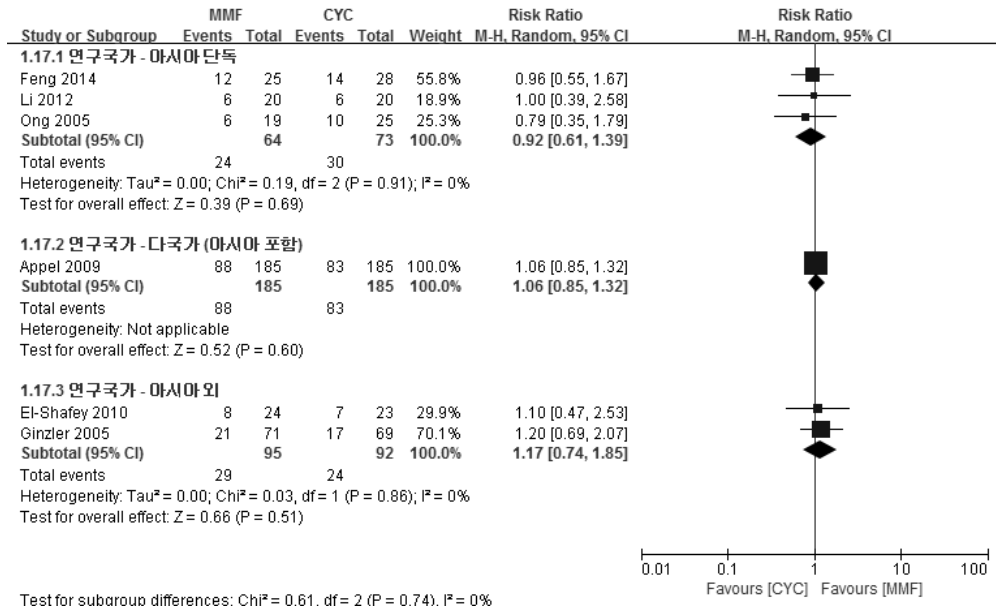 MMF CYC Risk Ratio Risk Ratio
Study or Subgroup Events Total Events Total Weight M-H, Random, 95% CI M-H, Random, 95% CI
1.17.1 연구국가 - 아시아 단독
Feng 2014 12 25 14 28 55.8% 0.96 [0.55, 1.67]
Li 2012 6 20 6 20 18.9% 1.00 [0.39, 2.58]
Ong 2005 6 19 10 25 25.3% 0.79 [0.35, 1.79]
Subtotal (95% CI) 64 73 100.0% 0.92 [0.61, 1.39]
Total events 24 30
Heterogeneity: Tau² = 0.00; Chi² = 0.19, df = 2 (P = 0.91); I² = 0%
Test for overall effect: Z = 0.39 (P = 0.69)
1.17.2 연구국가 - 다국가 (아시아 포함)
Appel 2009 88 185 83 185 100.0% 1.06 [0.85, 1.32]
Subtotal (95% CI) 185 185 100.0% 1.06 [0.85, 1.32]
Total events 88 83
Heterogeneity: Not applicable
Test for overall effect: Z = 0.52 (P = 0.60)
1.17.3 연구국가 - 아시아 외
El-Shafey 2010 8 24 7 23 29.9% 1.10 [0.47, 2.53]
Ginzler 2005 21 71 17 69 70.1% 1.20 [0.69, 2.07]
Subtotal (95% CI) 95 92 100.0% 1.17 [0.74, 1.85]
Total events 29 24
Heterogeneity: Tau² = 0.00; Chi² = 0.03, df = 1 (P = 0.86); I² = 0%
Test for overall effect: Z = 0.66 (P = 0.51)
0.01 0.1 1 10 100
Favours [CYC] Favours [MMF]
Test for subgroup differences: Chi² = 0.61, df = 2 (P = 0.74), I² = 0%